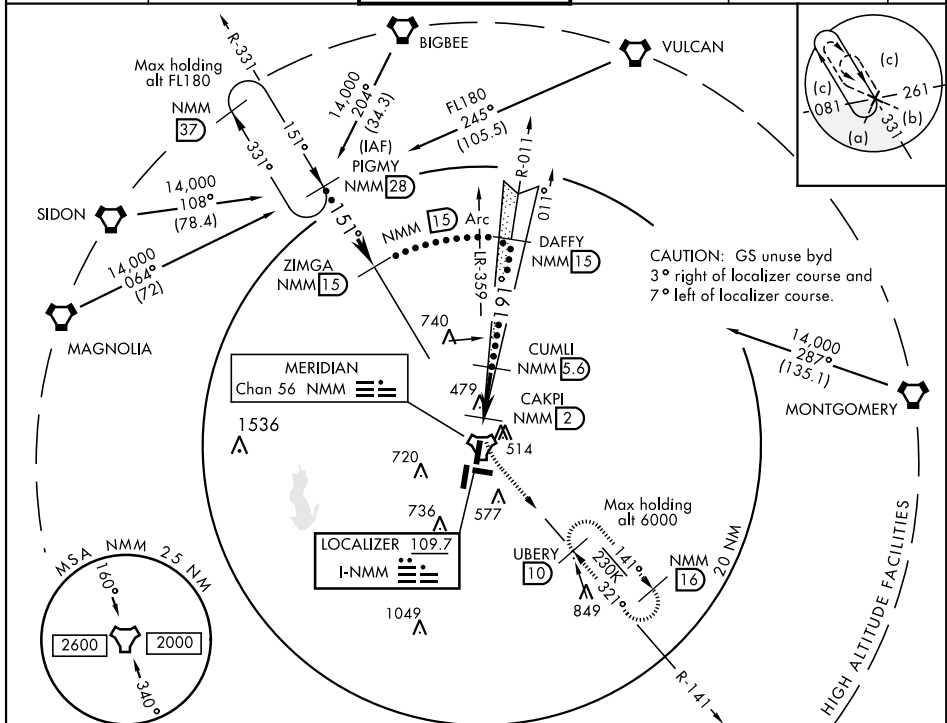 BIGBEE
VULCAN
R-331
Max holding
alt FL180
NMM
37
14,000
204°
(34.3)
FL180
245°
(105.5)
R-011
011°
(c)
(c)
081
261
(b)
(a)
331
151°
331°
(IAF)
PIGMY
NMM 28
SIDON
14,000
108°
(78.4)
14,000
064°
(72)
MAGNOLIA
151°
NMM 15 Arc
ZIMGA
NMM 15
LR-359
DAFFY
NMM 15
191°
CAUTION: GS unuse byd
3° right of localizer course and
7° left of localizer course.
740
CUMLI
NMM 5.6
14,000
287°
(135.1)
MONTGOMERY
MERIDIAN
Chan 56 NMM
479
CAKPI
NMM 2
514
1536
720
736
577
LOCALIZER 109.7
I-NMM
Max holding
alt 6000
UBERY
10
141°
230K
321°
NMM
16
849
20 NM
1049
MSA NMM 25 NM
160°
2600
2000
340°
R-141
HIGH ALTITUDE FACILITIES